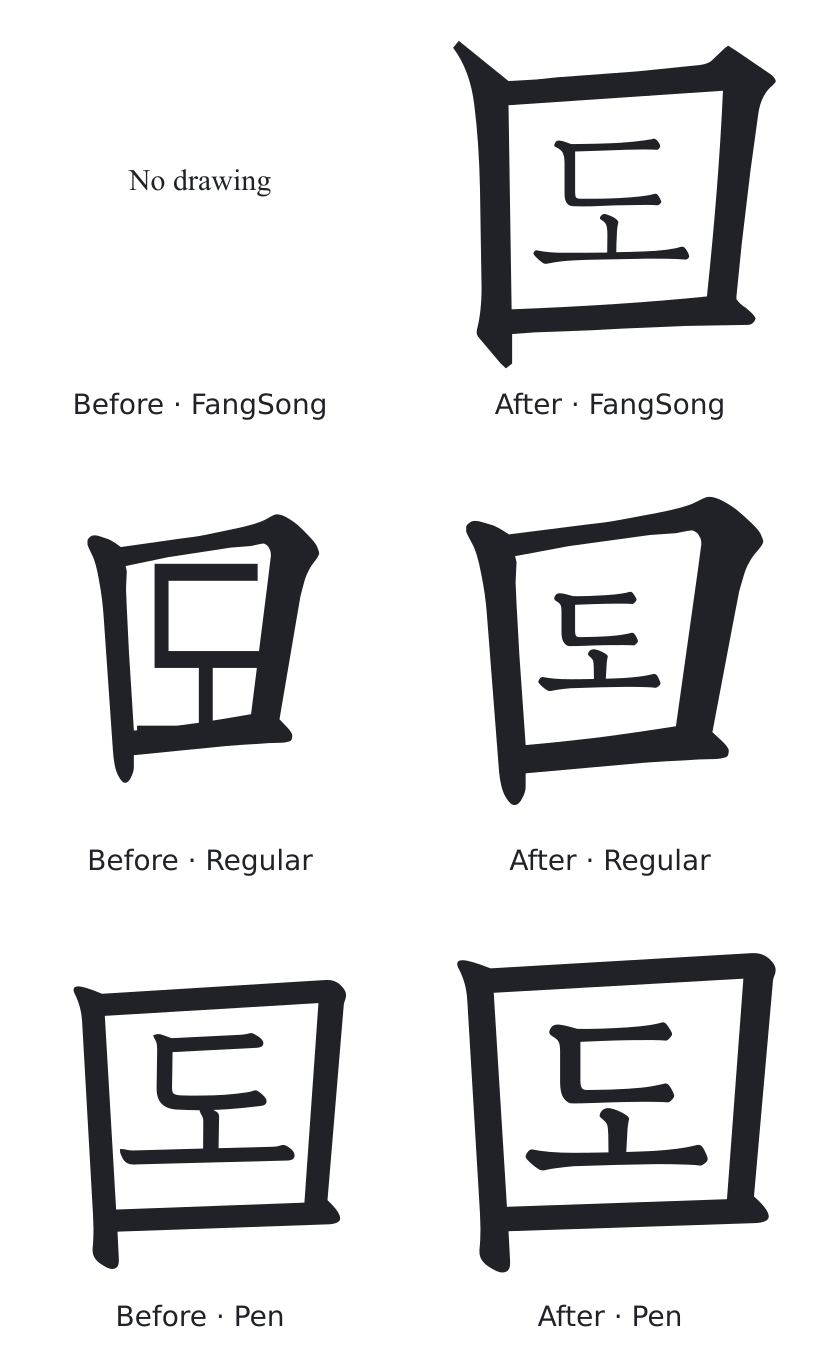 No drawing
Before · FangSong
After · FangSong
Before · Regular
After · Regular
Before · Pen
After · Pen